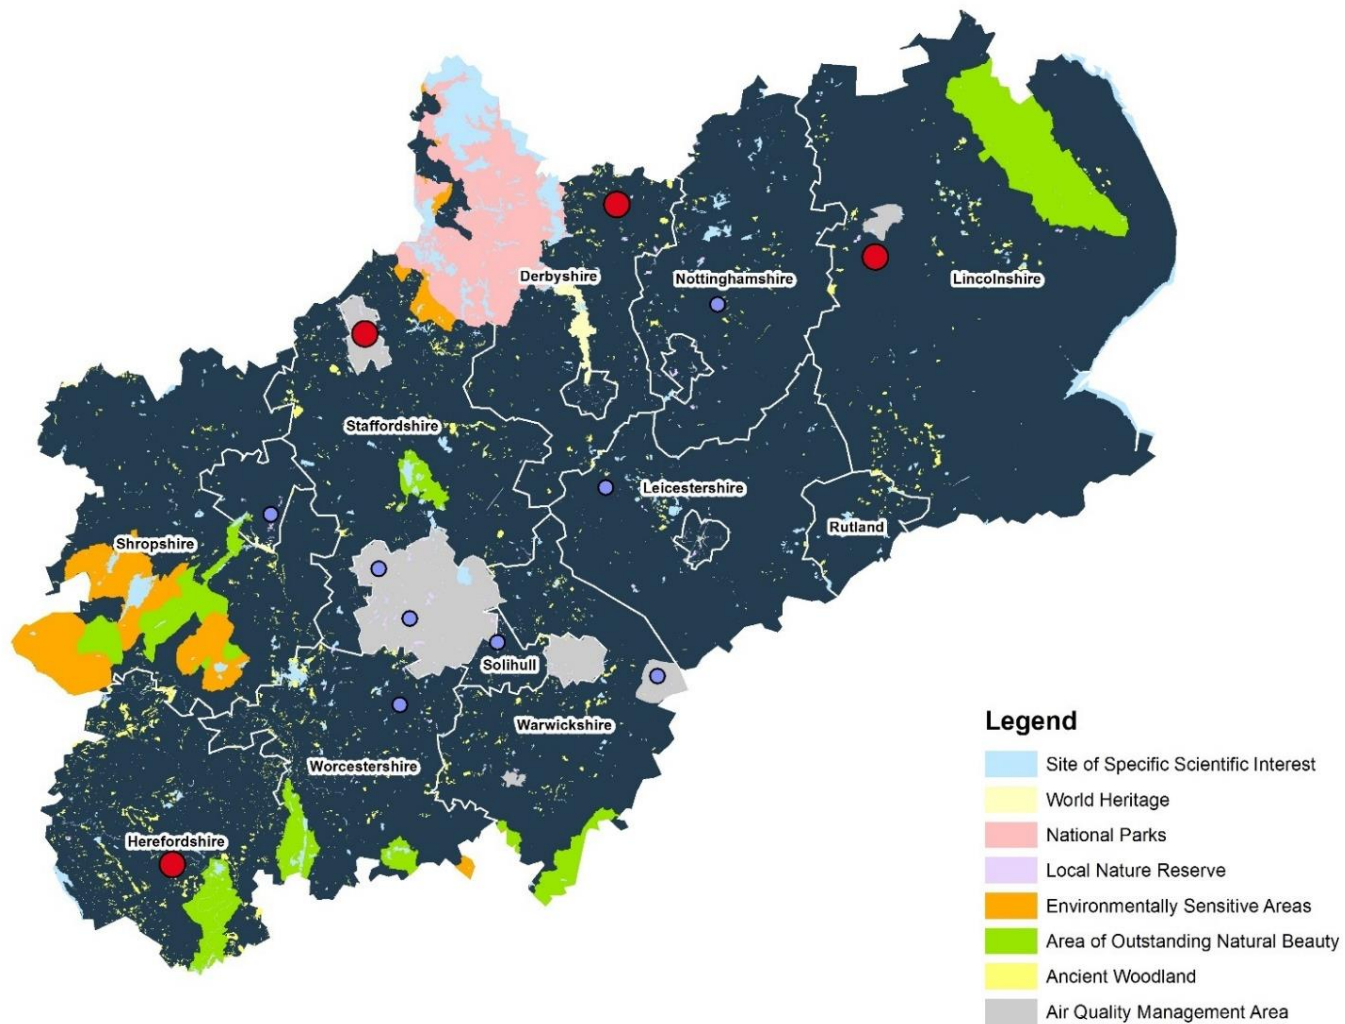 Derbyshire
Nottinghamshire
Lincolnshire
Staffordshire
Leicestershire
Rutland
Shropshire
Solihull
Warwickshire
Worcestershire
Herefordshire
Legend
Site of Specific Scientific Interest
World Heritage
National Parks
Local Nature Reserve
Environmentally Sensitive Areas
Area of Outstanding Natural Beauty
Ancient Woodland
Air Quality Management Area